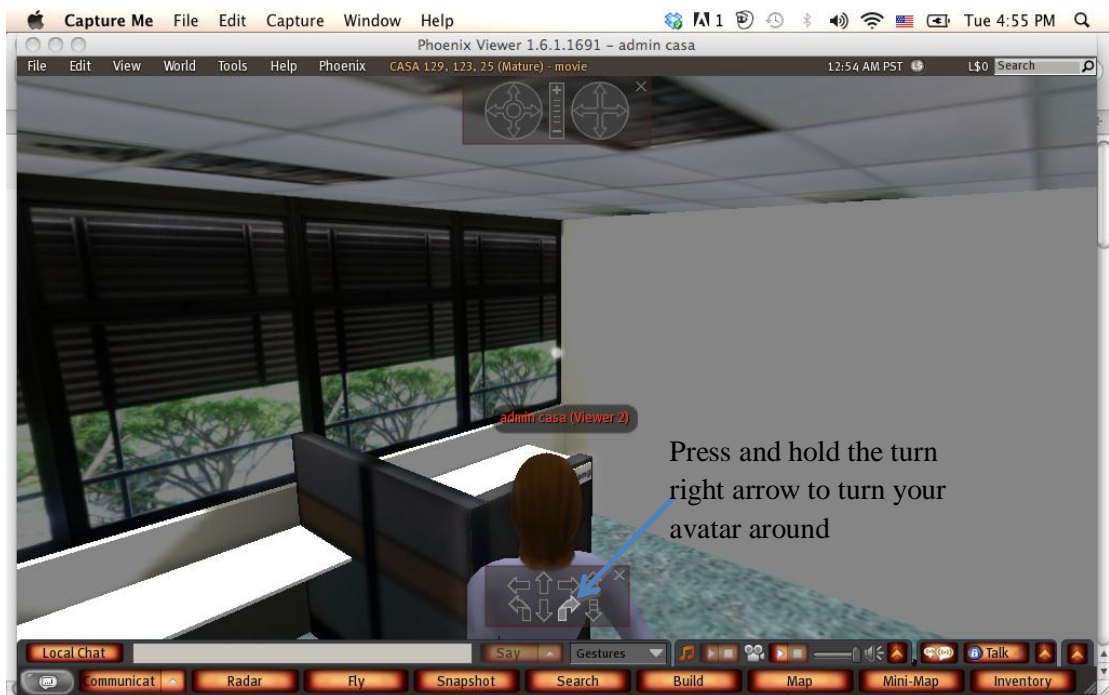 Capture Me File Edit Capture Window Help 1 Tue 4:55 PM
Phoenix Viewer 1.6.1.1691 – admin casa
File Edit View World Tools Help Phoenix CASA 129, 123, 25 (Mature) - movie 12:54 AM PST L$0 Search
admin casa (Viewer 2)
Press and hold the turn
right arrow to turn your
avatar around
Local Chat Say Gestures Talk
Communicat Radar Fly Snapshot Search Build Map Mini-Map Inventory